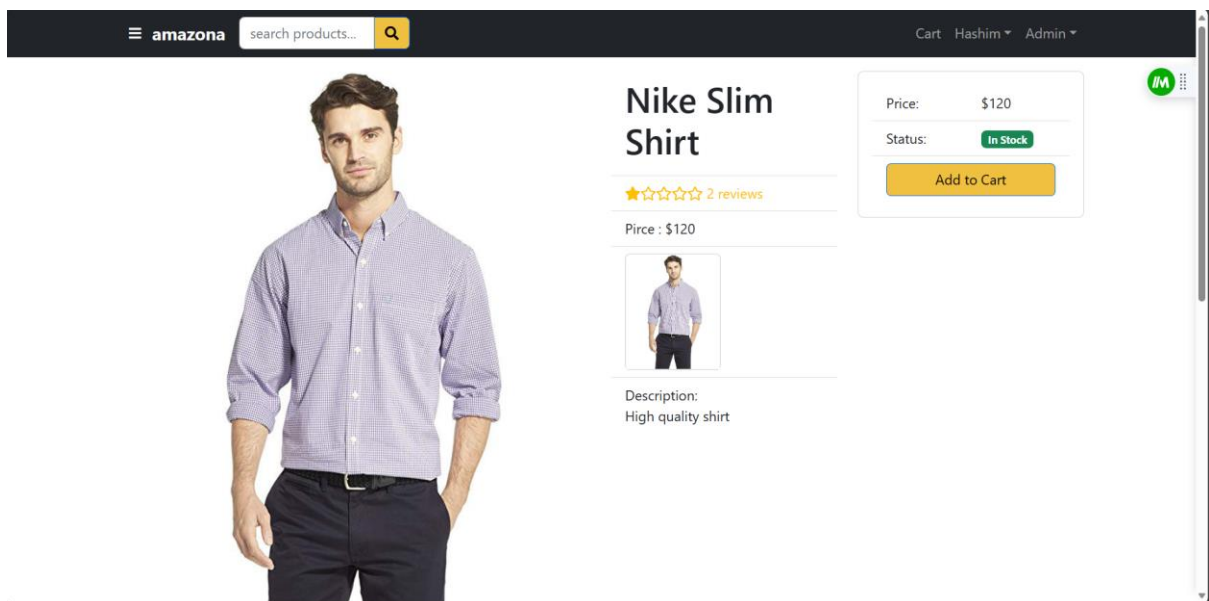 amazona
search products...
Cart Hashim Admin
Nike Slim
Shirt
2 reviews
Pirce : $120
Description:
High quality shirt
Price: $120
Status: In Stock
Add to Cart